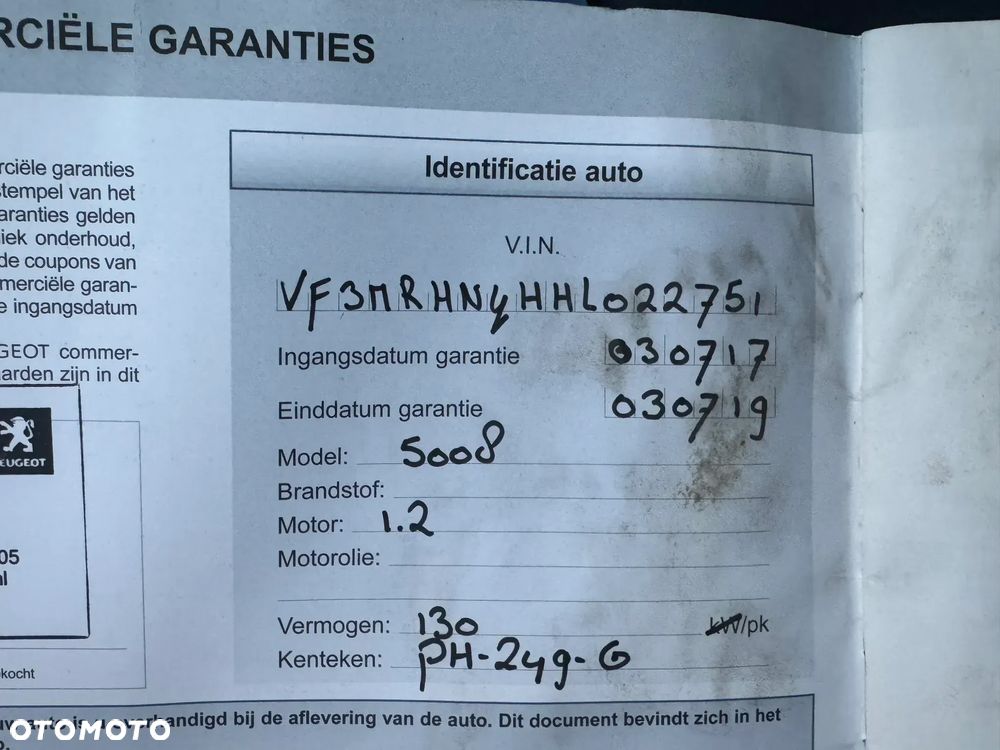 RCIËLE GARANTIES
rciële garanties
stempel van het
aranties gelden
iek onderhoud,
de coupons van
merciële garan-
e ingangsdatum
GEOT commer-
arden zijn in dit
EUGEOT
05
nl
kocht
Identificatie auto
V.I.N.
VF3MRHNYHHL022751
Ingangsdatum garantie 030717
Einddatum garantie 030719
Model: 5008
Brandstof:
Motor: 1.2
Motorolie:
Vermogen: 130 kW/pk
Kenteken: PH-249-G
handigd bij de aflevering van de auto. Dit document bevindt zich in het
OTOMOTO